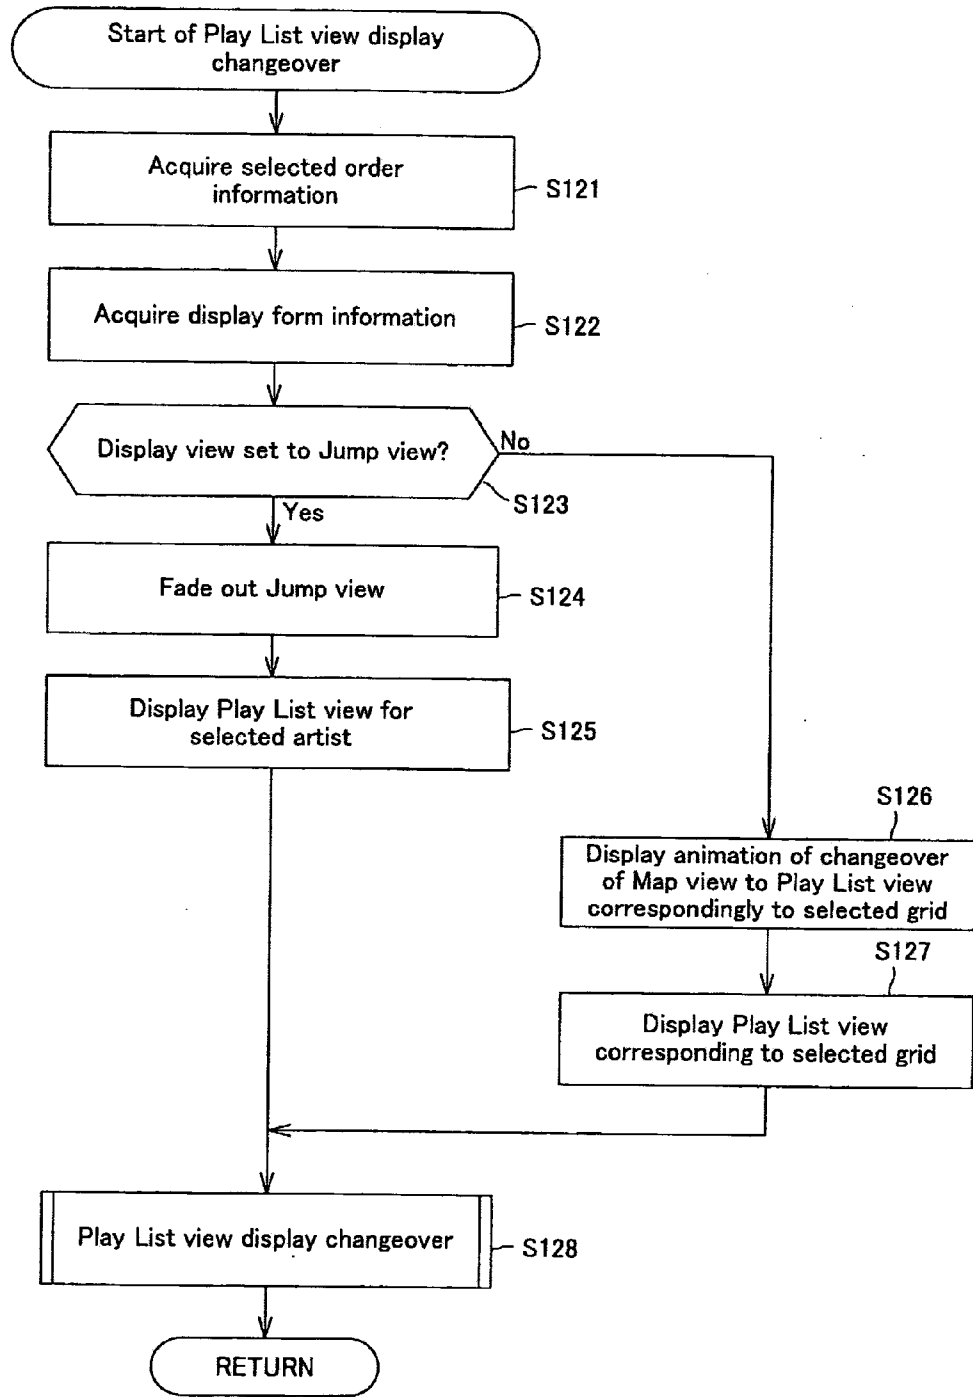 Start of Play List view display
changeover
Acquire selected order
information
S121
Acquire display form information
S122
Display view set to Jump view?
No
S123
Yes
Fade out Jump view
S124
Display Play List view for
selected artist
S125
S126
Display animation of changeover
of Map view to Play List view
correspondingly to selected grid
S127
Display Play List view
corresponding to selected grid
Play List view display changeover
S128
RETURN